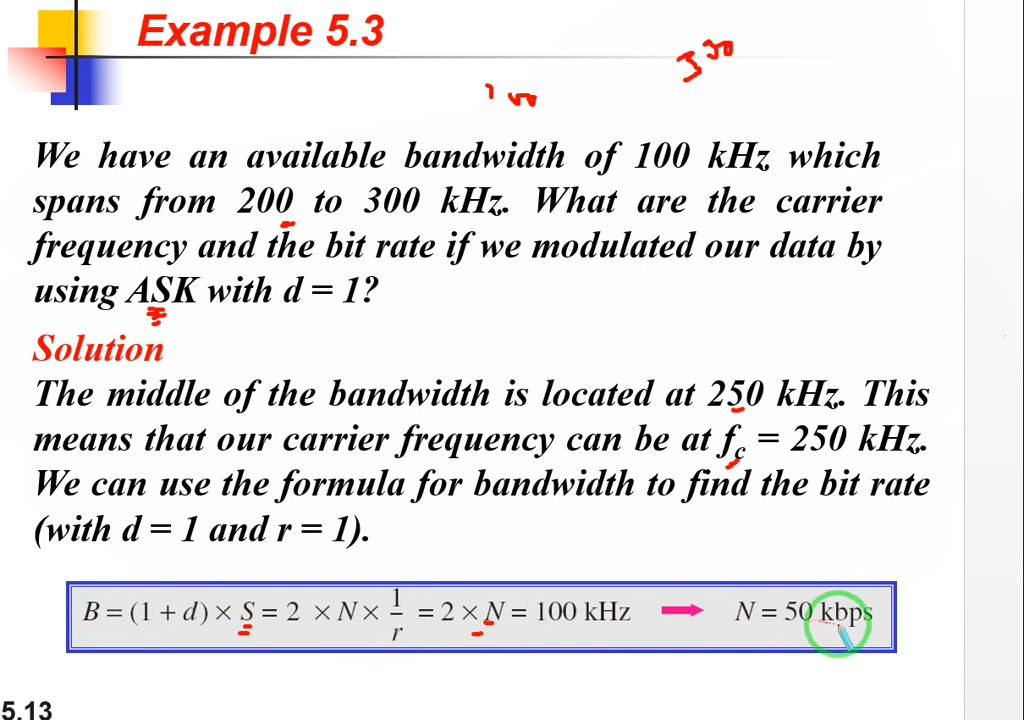 Example 5.3
We have an available bandwidth of 100 kHz which
spans from 200 to 300 kHz. What are the carrier
frequency and the bit rate if we modulated our data by
using ASK with d = 1?
Solution
The middle of the bandwidth is located at 250 kHz. This
means that our carrier frequency can be at fc = 250 kHz.
We can use the formula for bandwidth to find the bit rate
(with d = 1 and r = 1).
B = (1 + d) × S = 2 × N × 1/r = 2 × N = 100 kHz → N = 50 kbps
5.13